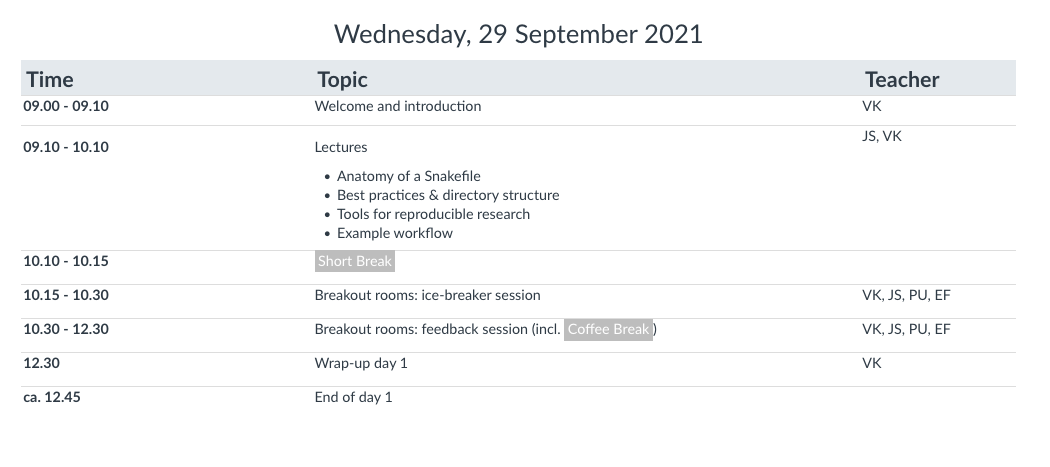 Wednesday, 29 September 2021
Time Topic Teacher
09.00 - 09.10 Welcome and introduction VK
09.10 - 10.10 Lectures JS, VK
• Anatomy of a Snakefile
• Best practices & directory structure
• Tools for reproducible research
• Example workflow
10.10 - 10.15 Short Break
10.15 - 10.30 Breakout rooms: ice-breaker session VK, JS, PU, EF
10.30 - 12.30 Breakout rooms: feedback session (incl. Coffee Break ) VK, JS, PU, EF
12.30 Wrap-up day 1 VK
ca. 12.45 End of day 1